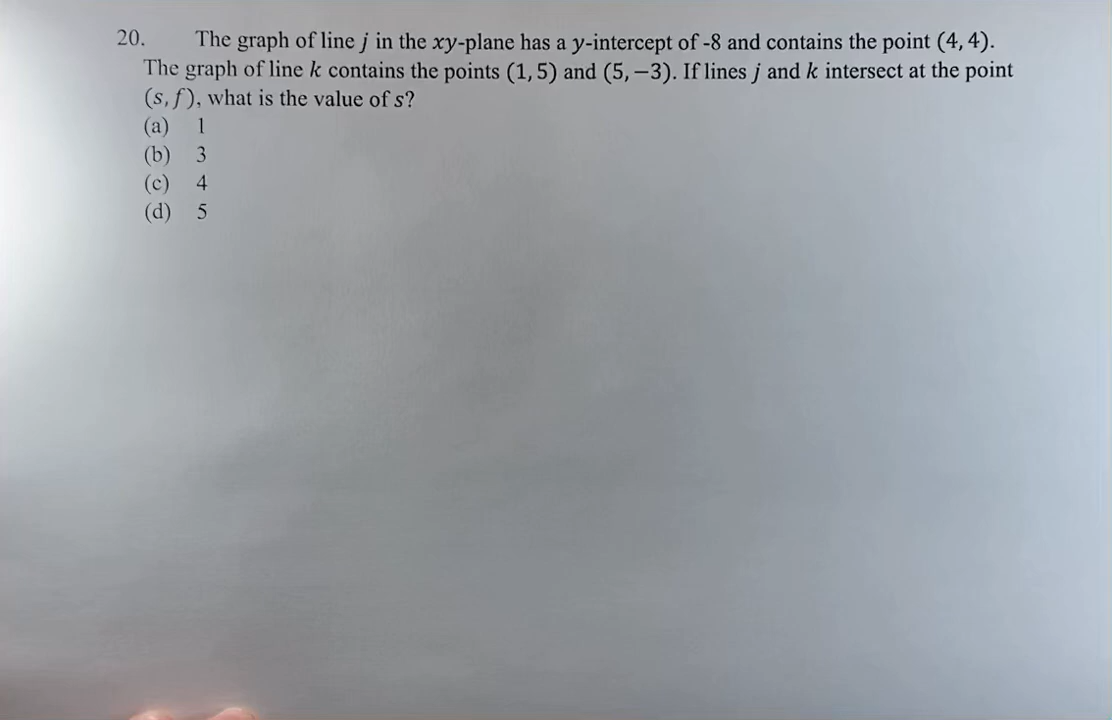 20. The graph of line j in the xy-plane has a y-intercept of -8 and contains the point (4, 4).
The graph of line k contains the points (1, 5) and (5, −3). If lines j and k intersect at the point
(s, f), what is the value of s?
(a) 1
(b) 3
(c) 4
(d) 5